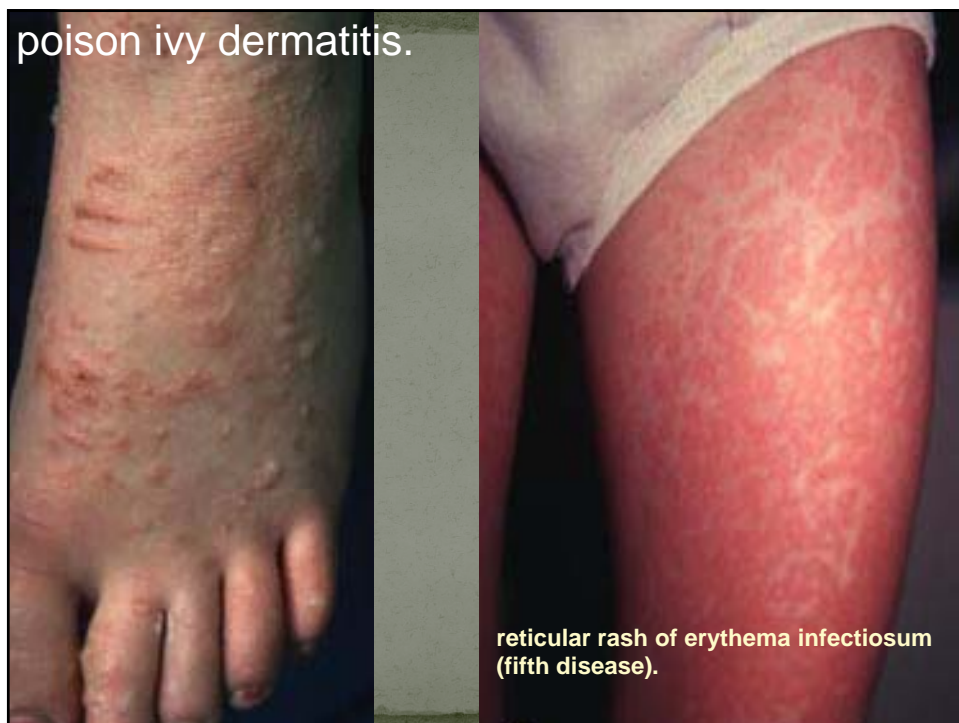 poison ivy dermatitis.
reticular rash of erythema infectiosum
(fifth disease).